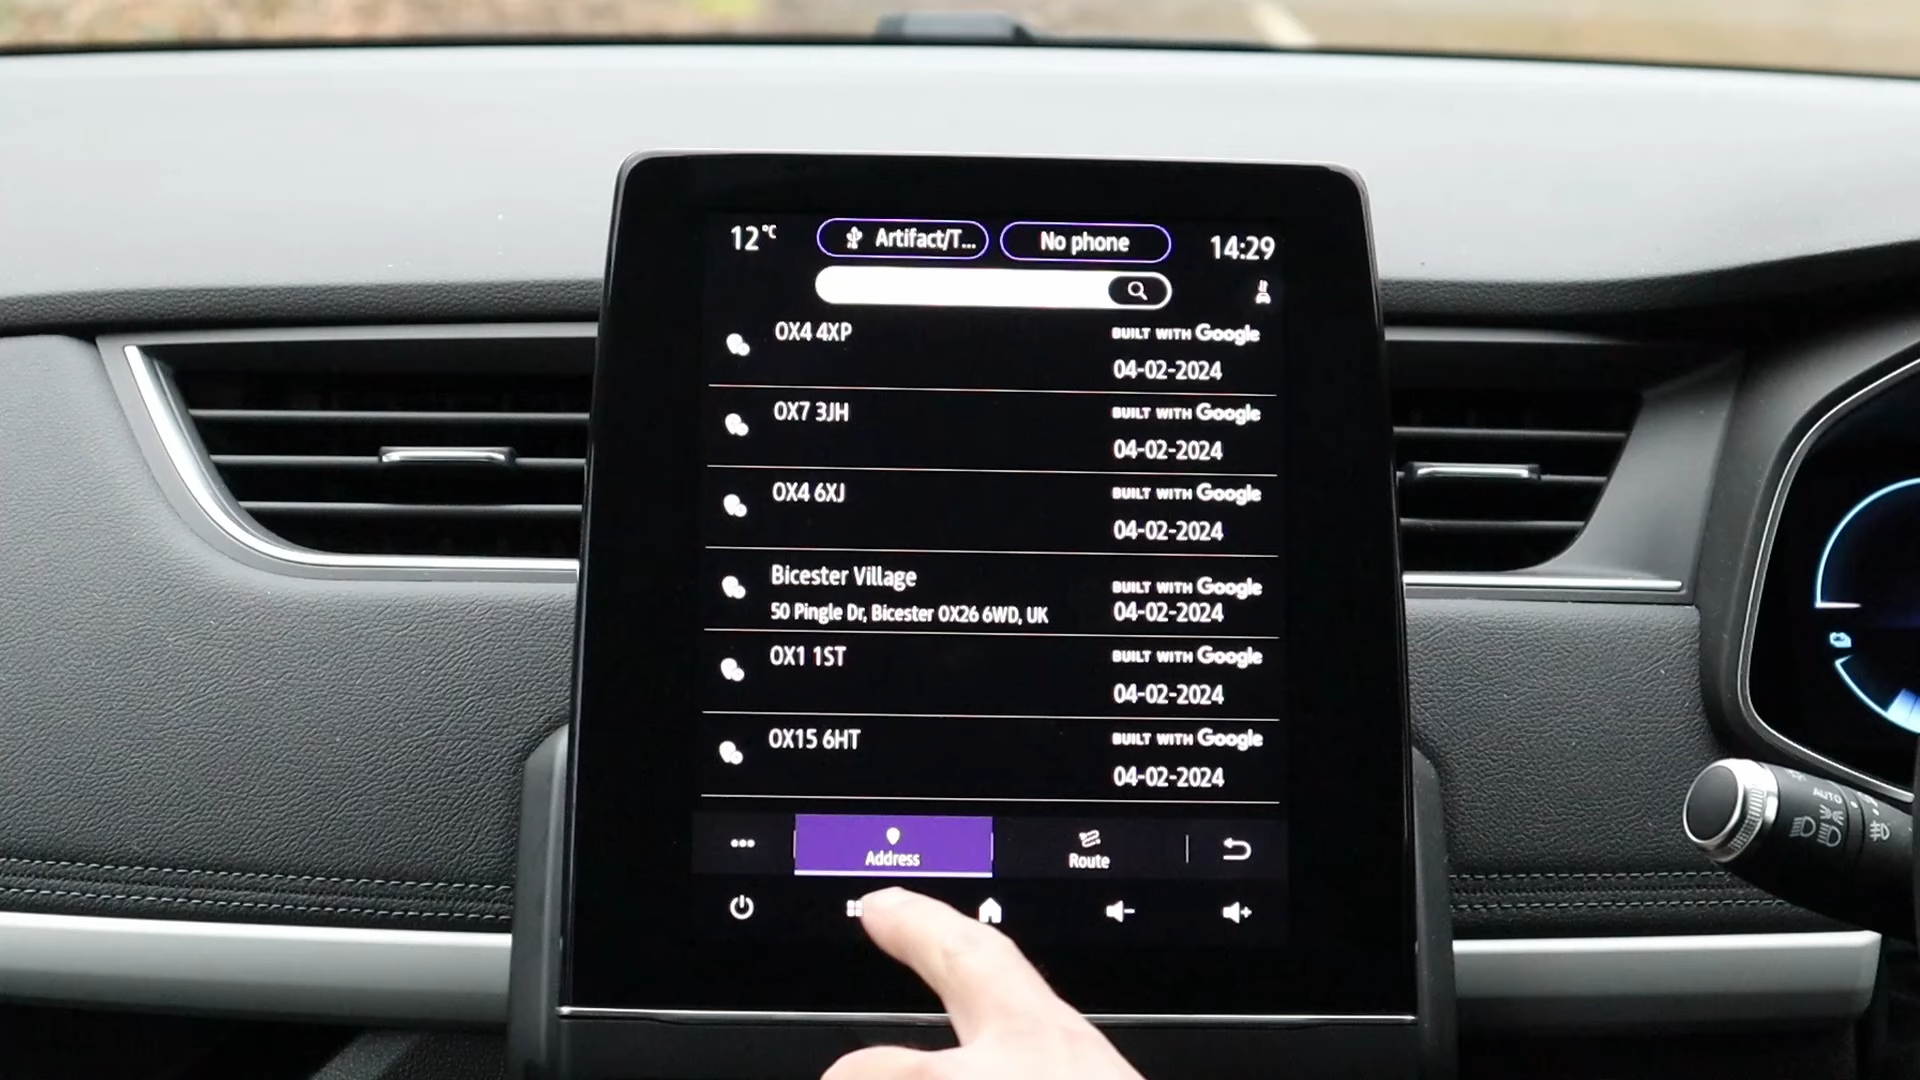 12°C
Artifact/T...
No phone
14:29
OX4 4XP
BUILT WITH Google
04-02-2024
OX7 3JH
BUILT WITH Google
04-02-2024
OX4 6XJ
BUILT WITH Google
04-02-2024
Bicester Village
BUILT WITH Google
50 Pingle Dr, Bicester OX26 6WD, UK
04-02-2024
OX1 1ST
BUILT WITH Google
04-02-2024
OX15 6HT
BUILT WITH Google
04-02-2024
Address
Route
AUTO